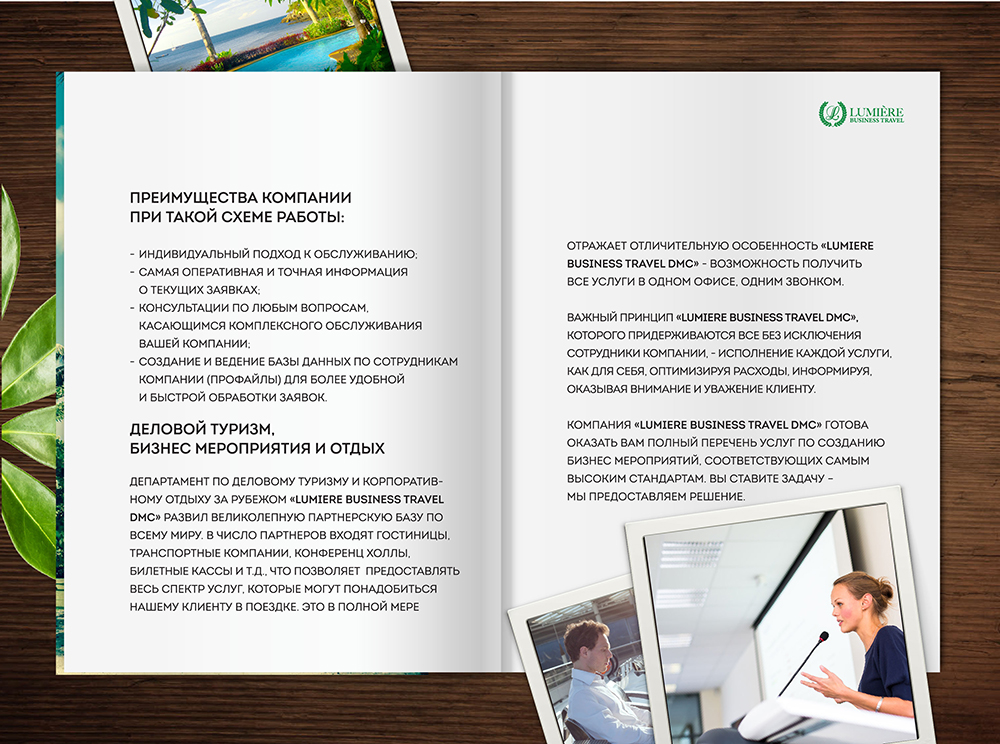 ПРЕИМУЩЕСТВА КОМПАНИИ
ПРИ ТАКОЙ СХЕМЕ РАБОТЫ:
- ИНДИВИДУАЛЬНЫЙ ПОДХОД К ОБСЛУЖИВАНИЮ;
- САМАЯ ОПЕРАТИВНАЯ И ТОЧНАЯ ИНФОРМАЦИЯ
О ТЕКУЩИХ ЗАЯВКАХ;
- КОНСУЛЬТАЦИИ ПО ЛЮБЫМ ВОПРОСАМ,
КАСАЮЩИМСЯ КОМПЛЕКСНОГО ОБСЛУЖИВАНИЯ
ВАШЕЙ КОМПАНИИ;
- СОЗДАНИЕ И ВЕДЕНИЕ БАЗЫ ДАННЫХ ПО СОТРУДНИКАМ
КОМПАНИИ (ПРОФАЙЛЫ) ДЛЯ БОЛЕЕ УДОБНОЙ
И БЫСТРОЙ ОБРАБОТКИ ЗАЯВОК.
ДЕЛОВОЙ ТУРИЗМ,
БИЗНЕС МЕРОПРИЯТИЯ И ОТДЫХ
ДЕПАРТАМЕНТ ПО ДЕЛОВОМУ ТУРИЗМУ И КОРПОРАТИВ-
НОМУ ОТДЫХУ ЗА РУБЕЖОМ «LUMIERE BUSINESS TRAVEL
DMC» РАЗВИЛ ВЕЛИКОЛЕПНУЮ ПАРТНЕРСКУЮ БАЗУ ПО
ВСЕМУ МИРУ. В ЧИСЛО ПАРТНЕРОВ ВХОДЯТ ГОСТИНИЦЫ,
ТРАНСПОРТНЫЕ КОМПАНИИ, КОНФЕРЕНЦ ХОЛЛЫ,
БИЛЕТНЫЕ КАССЫ И Т.Д., ЧТО ПОЗВОЛЯЕТ ПРЕДОСТАВЛЯТЬ
ВЕСЬ СПЕКТР УСЛУГ, КОТОРЫЕ МОГУТ ПОНАДОБИТЬСЯ
НАШЕМУ КЛИЕНТУ В ПОЕЗДКЕ. ЭТО В ПОЛНОЙ МЕРЕ
L
LUMIÈRE
BUSINESS TRAVEL
ОТРАЖАЕТ ОТЛИЧИТЕЛЬНУЮ ОСОБЕННОСТЬ «LUMIERE
BUSINESS TRAVEL DMC» - ВОЗМОЖНОСТЬ ПОЛУЧИТЬ
ВСЕ УСЛУГИ В ОДНОМ ОФИСЕ, ОДНИМ ЗВОНКОМ.
ВАЖНЫЙ ПРИНЦИП «LUMIERE BUSINESS TRAVEL DMC»,
КОТОРОГО ПРИДЕРЖИВАЮТСЯ ВСЕ БЕЗ ИСКЛЮЧЕНИЯ
СОТРУДНИКИ КОМПАНИИ, - ИСПОЛНЕНИЕ КАЖДОЙ УСЛУГИ,
КАК ДЛЯ СЕБЯ, ОПТИМИЗИРУЯ РАСХОДЫ, ИНФОРМИРУЯ,
ОКАЗЫВАЯ ВНИМАНИЕ И УВАЖЕНИЕ КЛИЕНТУ.
КОМПАНИЯ «LUMIERE BUSINESS TRAVEL DMC» ГОТОВА
ОКАЗАТЬ ВАМ ПОЛНЫЙ ПЕРЕЧЕНЬ УСЛУГ ПО СОЗДАНИЮ
БИЗНЕС МЕРОПРИЯТИЙ, СООТВЕТСТВУЮЩИХ САМЫМ
ВЫСОКИМ СТАНДАРТАМ. ВЫ СТАВИТЕ ЗАДАЧУ –
МЫ ПРЕДОСТАВЛЯЕМ РЕШЕНИЕ.